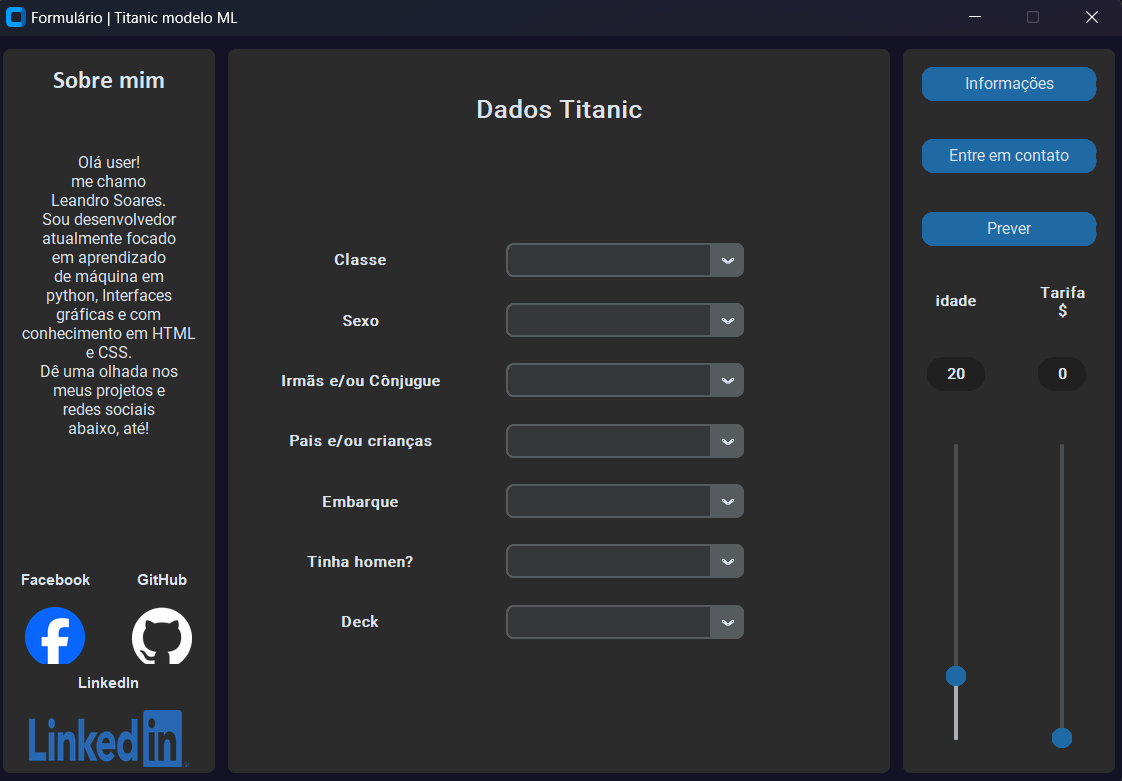 Formulário | Titanic modelo ML
Sobre mim
Olá user!
me chamo
Leandro Soares.
Sou desenvolvedor
atualmente focado
em aprendizado
de máquina em
python, Interfaces
gráficas e com
conhecimento em HTML
e CSS.
Dê uma olhada nos
meus projetos e
redes sociais
abaixo, até!
Facebook
GitHub
LinkedIn
Linked in
Dados Titanic
Classe
Sexo
Irmãs e/ou Cônjugue
Pais e/ou crianças
Embarque
Tinha homen?
Deck
Informações
Entre em contato
Prever
idade
Tarifa
$
20
0